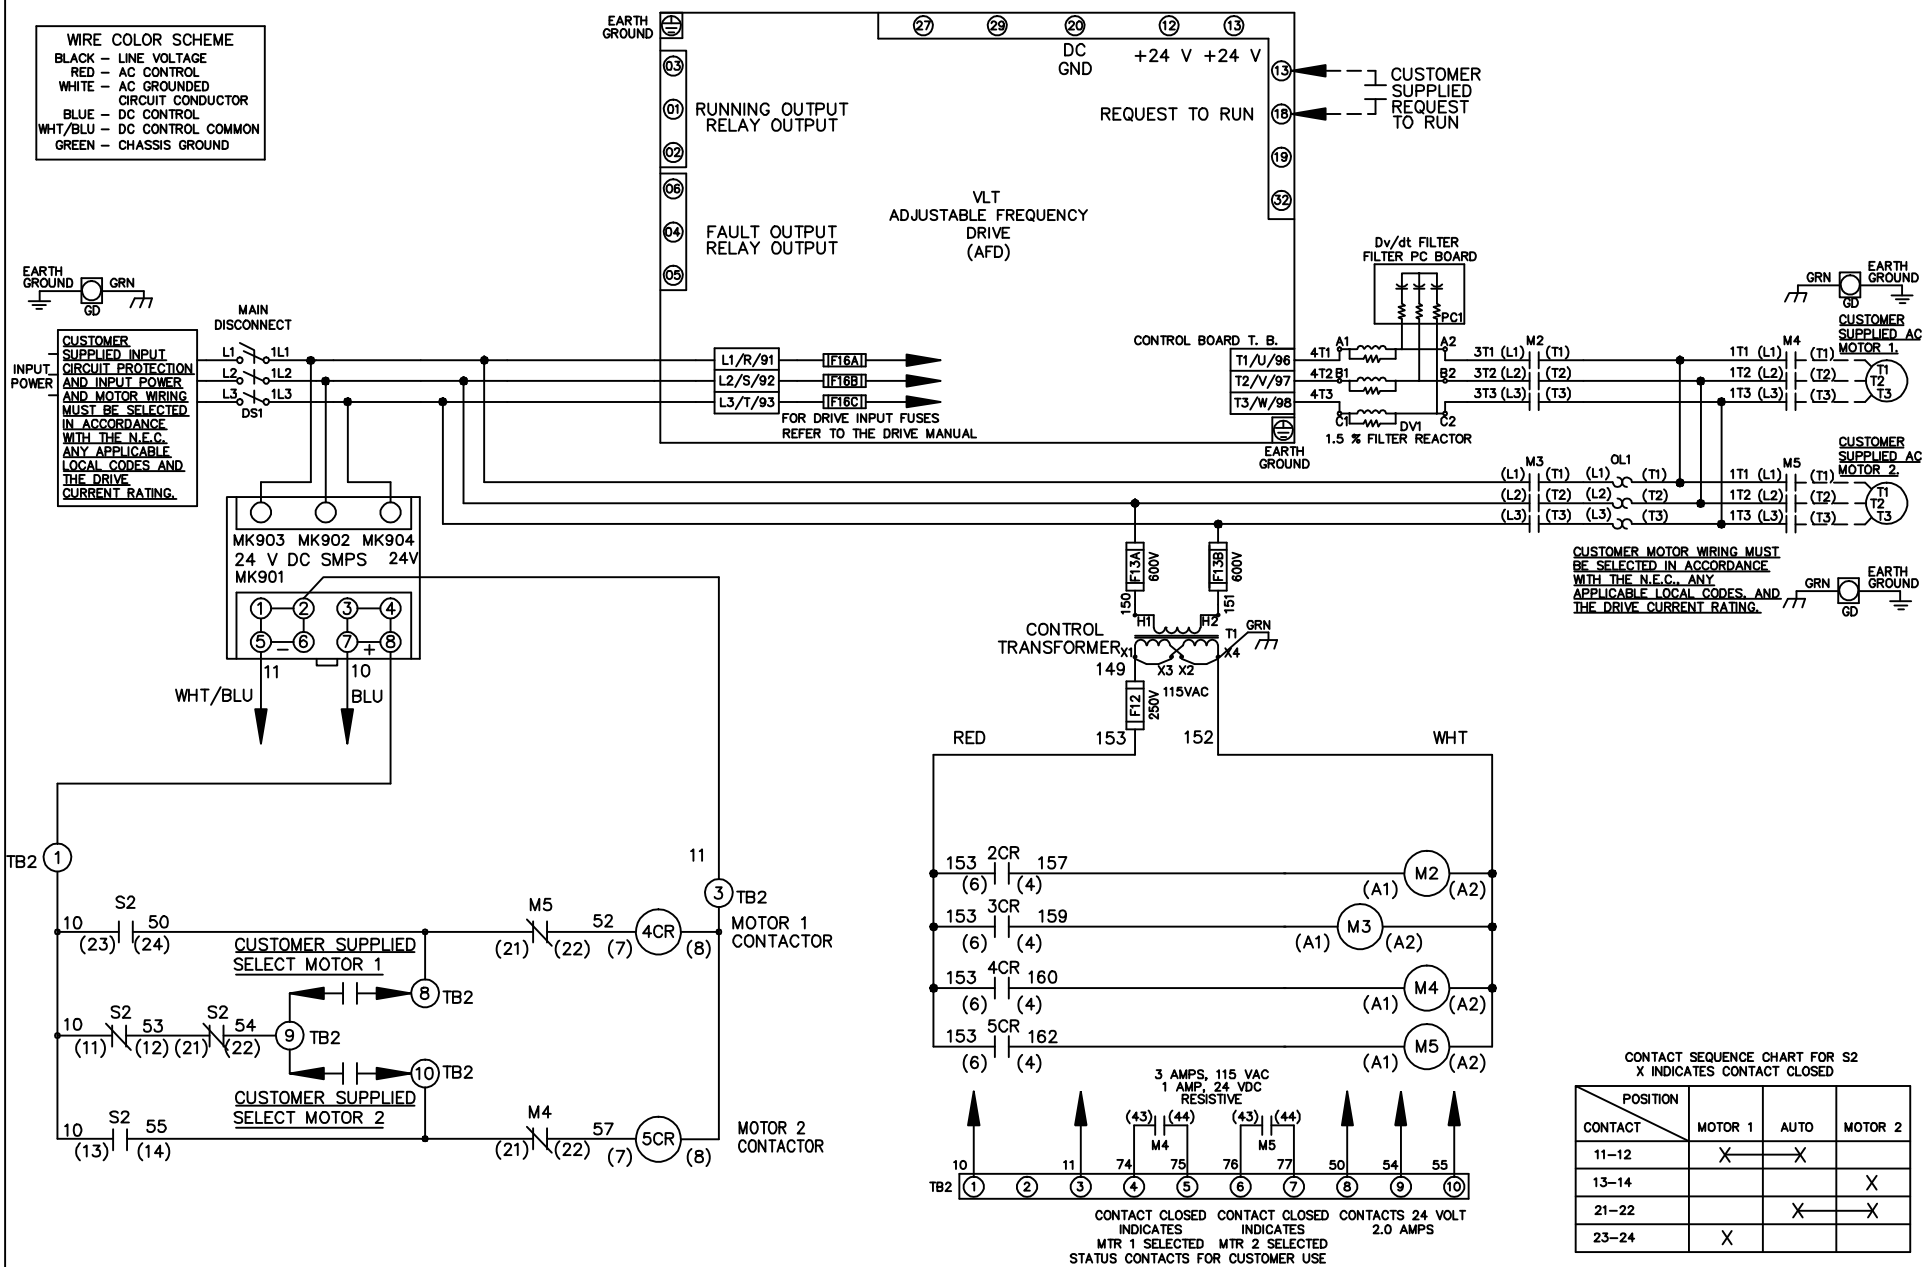 WIRE COLOR SCHEME
BLACK – LINE VOLTAGE
RED – AC CONTROL
WHITE – AC GROUNDED
CIRCUIT CONDUCTOR
BLUE – DC CONTROL
WHT/BLU – DC CONTROL COMMON
GREEN – CHASSIS GROUND
EARTH
GROUND
27 29 20 12 13
DC
GND
+24 V +24 V
03
01
02
RUNNING OUTPUT
RELAY OUTPUT
06
04
05
FAULT OUTPUT
RELAY OUTPUT
VLT
ADJUSTABLE FREQUENCY
DRIVE
(AFD)
REQUEST TO RUN
13
18
19
32
CUSTOMER
SUPPLIED
REQUEST
TO RUN
EARTH
GROUND
GRN
GD
MAIN
DISCONNECT
INPUT
POWER
CUSTOMER
SUPPLIED INPUT
CIRCUIT PROTECTION
AND INPUT POWER
AND MOTOR WIRING
MUST BE SELECTED
IN ACCORDANCE
WITH THE N.E.C.
ANY APPLICABLE
LOCAL CODES AND
THE DRIVE
CURRENT RATING.
L1 1L1
L2 1L2
L3 1L3
DS1
L1/R/91 F16A
L2/S/92 F16B
L3/T/93 F16C
FOR DRIVE INPUT FUSES
REFER TO THE DRIVE MANUAL
CONTROL BOARD T. B.
T1/U/96
T2/V/97
T3/W/98
EARTH
GROUND
Dv/dt FILTER
FILTER PC BOARD
PC1
4T1 A1 A2
4T2 B1 B2
4T3 C1 C2
DV1
1.5 % FILTER REACTOR
M2
3T1 (L1) (T1)
3T2 (L2) (T2)
3T3 (L3) (T3)
M4
1T1 (L1) (T1)
1T2 (L2) (T2)
1T3 (L3) (T3)
T1
T2
T3
GRN
GD
EARTH
GROUND
CUSTOMER
SUPPLIED AC
MOTOR 1.
M3 OL1
(L1) (T1) (L1) (T1)
(L2) (T2) (L2) (T2)
(L3) (T3) (L3) (T3)
M5
1T1 (L1) (T1)
1T2 (L2) (T2)
1T3 (L3) (T3)
T1
T2
T3
CUSTOMER
SUPPLIED AC
MOTOR 2.
CUSTOMER MOTOR WIRING MUST
BE SELECTED IN ACCORDANCE
WITH THE N.E.C., ANY
APPLICABLE LOCAL CODES, AND
THE DRIVE CURRENT RATING.
GRN
GD
EARTH
GROUND
MK903 MK902 MK904
24 V DC SMPS 24V
MK901
1 2 3 4
5 – 6 7 + 8
11 10
WHT/BLU BLU
F13A 600V
F13B 600V
150 151
H1 H2
CONTROL
TRANSFORMER
T1 GRN
X1 X3 X2 X4
149
115VAC
F12 250V
153 152
RED WHT
TB2 1
11
3 TB2
S2
10 50
(23) (24)
M5
(21) (22)
52
(7) 4CR (8)
MOTOR 1
CONTACTOR
CUSTOMER SUPPLIED
SELECT MOTOR 1
8 TB2
S2 S2
10 53 54
(11) (12) (21) (22)
9 TB2
10 TB2
CUSTOMER SUPPLIED
SELECT MOTOR 2
S2
10 55
(13) (14)
M4
(21) (22)
57
(7) 5CR (8)
MOTOR 2
CONTACTOR
153 2CR 157
(6) (4)
(A1) M2 (A2)
153 3CR 159
(6) (4)
(A1) M3 (A2)
153 4CR 160
(6) (4)
(A1) M4 (A2)
153 5CR 162
(6) (4)
(A1) M5 (A2)
3 AMPS, 115 VAC
1 AMP, 24 VDC
RESISTIVE
(43) (44) (43) (44)
M4 M5
10 11 74 75 76 77 50 54 55
TB2 1 2 3 4 5 6 7 8 9 10
CONTACT CLOSED
INDICATES
MTR 1 SELECTED
CONTACT CLOSED
INDICATES
MTR 2 SELECTED
STATUS CONTACTS FOR CUSTOMER USE
CONTACTS 24 VOLT
2.0 AMPS
CONTACT SEQUENCE CHART FOR S2
X INDICATES CONTACT CLOSED
POSITION
CONTACT MOTOR 1 AUTO MOTOR 2
11–12 X X
13–14 X
21–22 X X
23–24 X